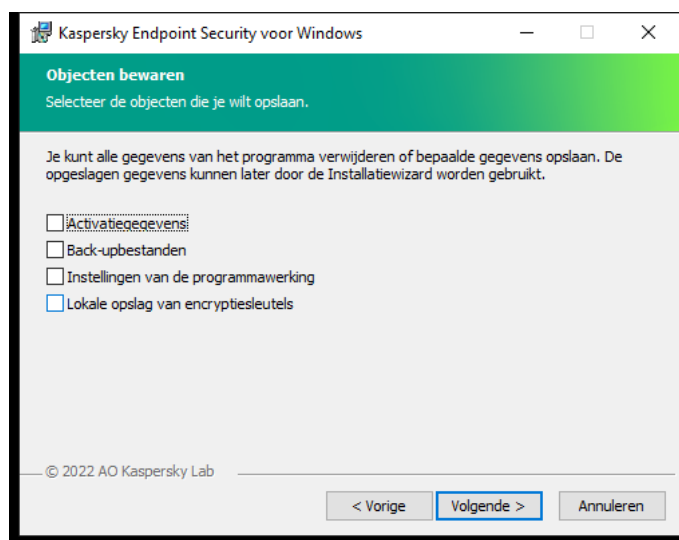 Kaspersky Endpoint Security voor Windows
Objecten bewaren
Selecteer de objecten die je wilt opslaan.
Je kunt alle gegevens van het programma verwijderen of bepaalde gegevens opslaan. De
opgeslagen gegevens kunnen later door de Installatiewizard worden gebruikt.
Activatiegegevens
Back-upbestanden
Instellingen van de programmawerking
Lokale opslag van encryptiesleutels
© 2022 AO Kaspersky Lab
< Vorige
Volgende >
Annuleren